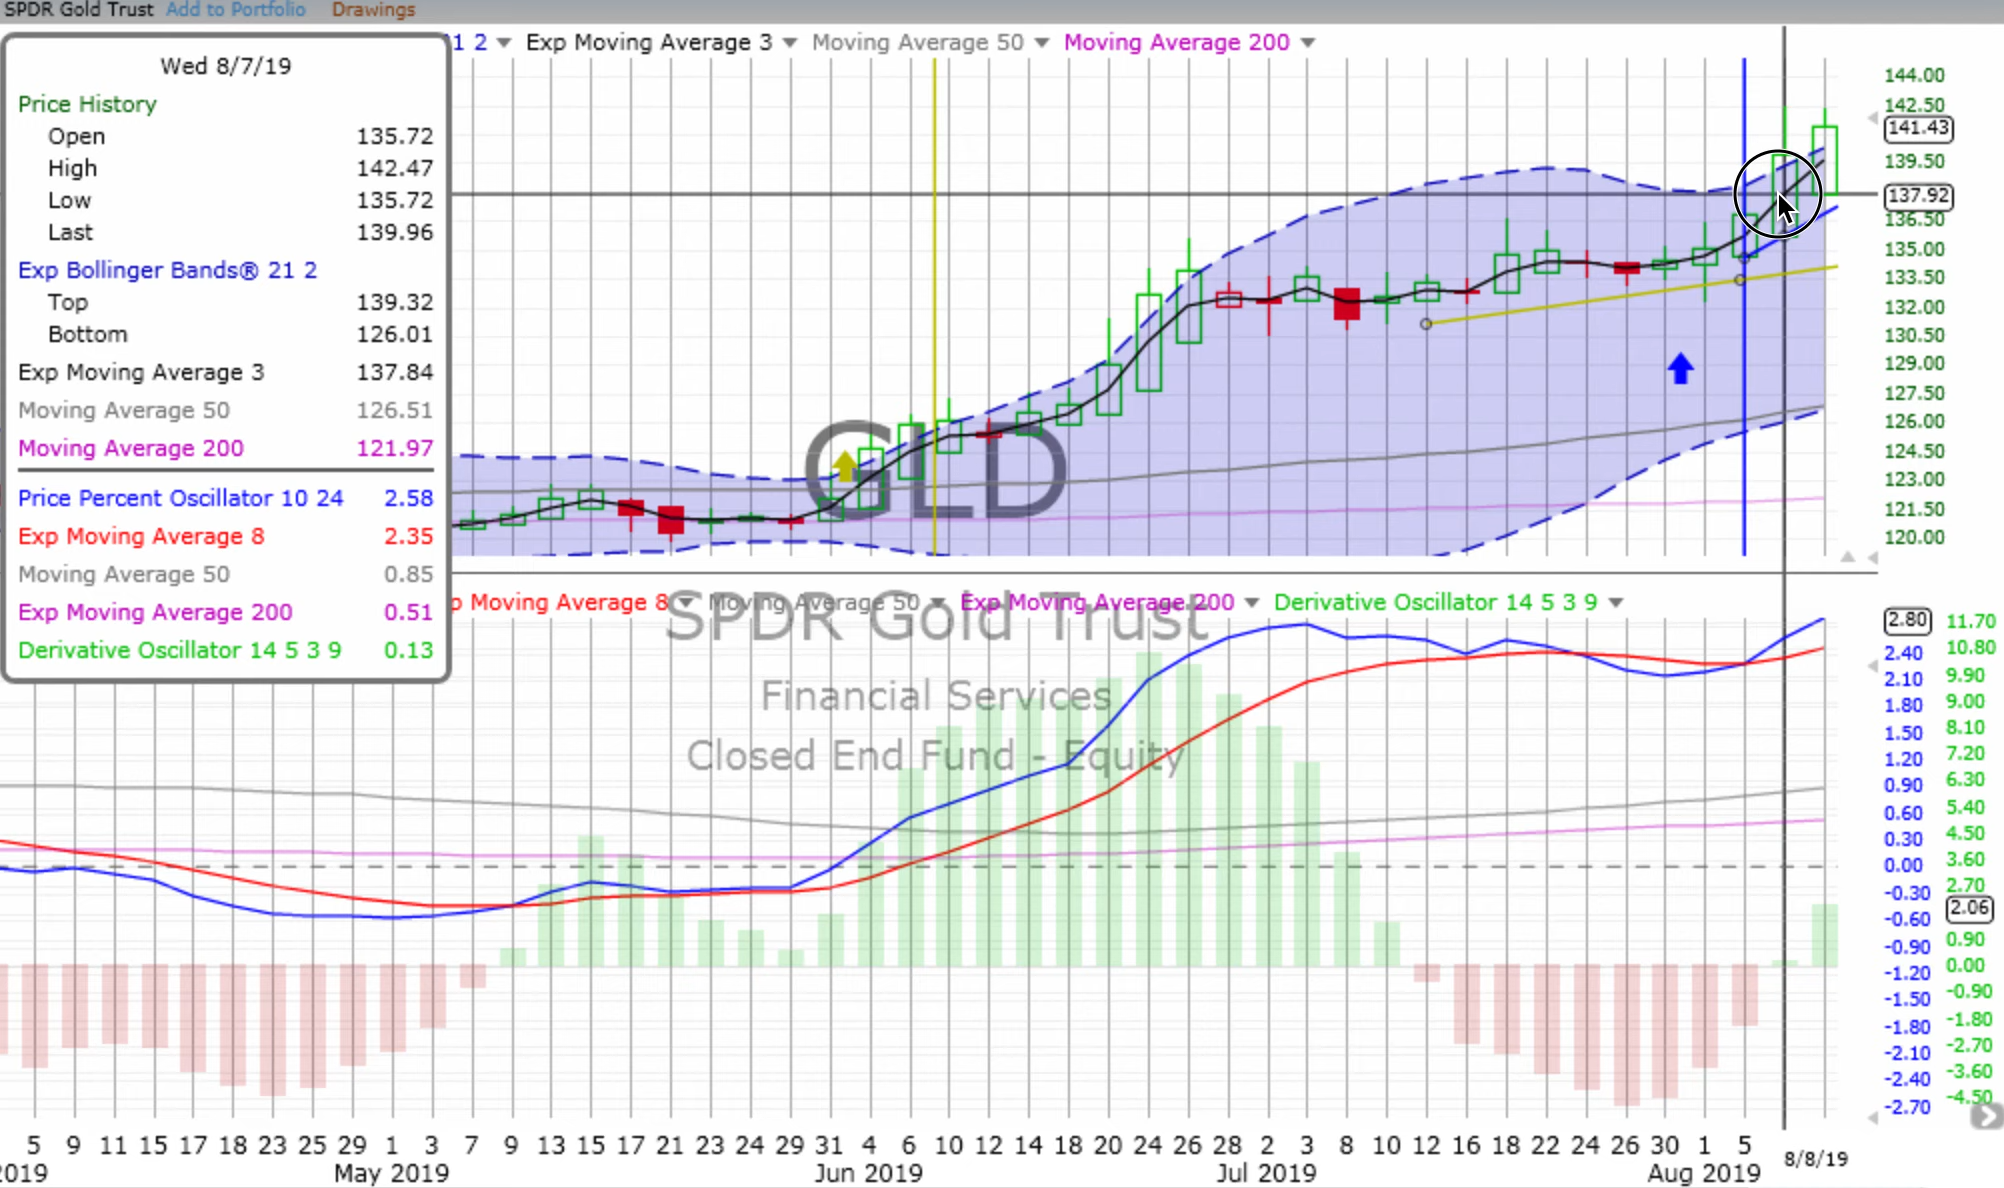 SPDR Gold Trust Add to Portfolio Drawings
1 2 Exp Moving Average 3 Moving Average 50 Moving Average 200
Wed 8/7/19
Price History
Open 135.72
High 142.47
Low 135.72
Last 139.96
Exp Bollinger Bands® 21 2
Top 139.32
Bottom 126.01
Exp Moving Average 3 137.84
Moving Average 50 126.51
Moving Average 200 121.97
Price Percent Oscillator 10 24 2.58
Exp Moving Average 8 2.35
Moving Average 50 0.85
Exp Moving Average 200 0.51
Derivative Oscillator 14 5 3 9 0.13
144.00
142.50
141.43
139.50
137.92
136.50
135.00
133.50
132.00
130.50
129.00
127.50
126.00
124.50
123.00
121.50
120.00
GLD
p Moving Average 8 Moving Average 50 Exp Moving Average 200 Derivative Oscillator 14 5 3 9
SPDR Gold Trust
Financial Services
Closed End Fund - Equity
2.80 11.70
2.40 10.80
2.10 9.90
1.80 9.00
1.50 8.10
1.20 7.20
0.90 6.30
0.60 5.40
0.30 4.50
0.00 3.60
-0.30 2.70
-0.60 2.06
-0.90 0.90
-1.20 0.00
-1.50 -0.90
-1.80 -1.80
-2.10 -2.70
-2.40 -3.60
-2.70 -4.50
5 9 11 15 17 18 23 25 29 1 3 7 9 13 15 17 21 23 24 29 31 4 6 10 12 14 18 20 24 26 28 2 3 8 10 12 16 18 22 24 26 30 1 5 8/8/19
2019 May 2019 Jun 2019 Jul 2019 Aug 2019